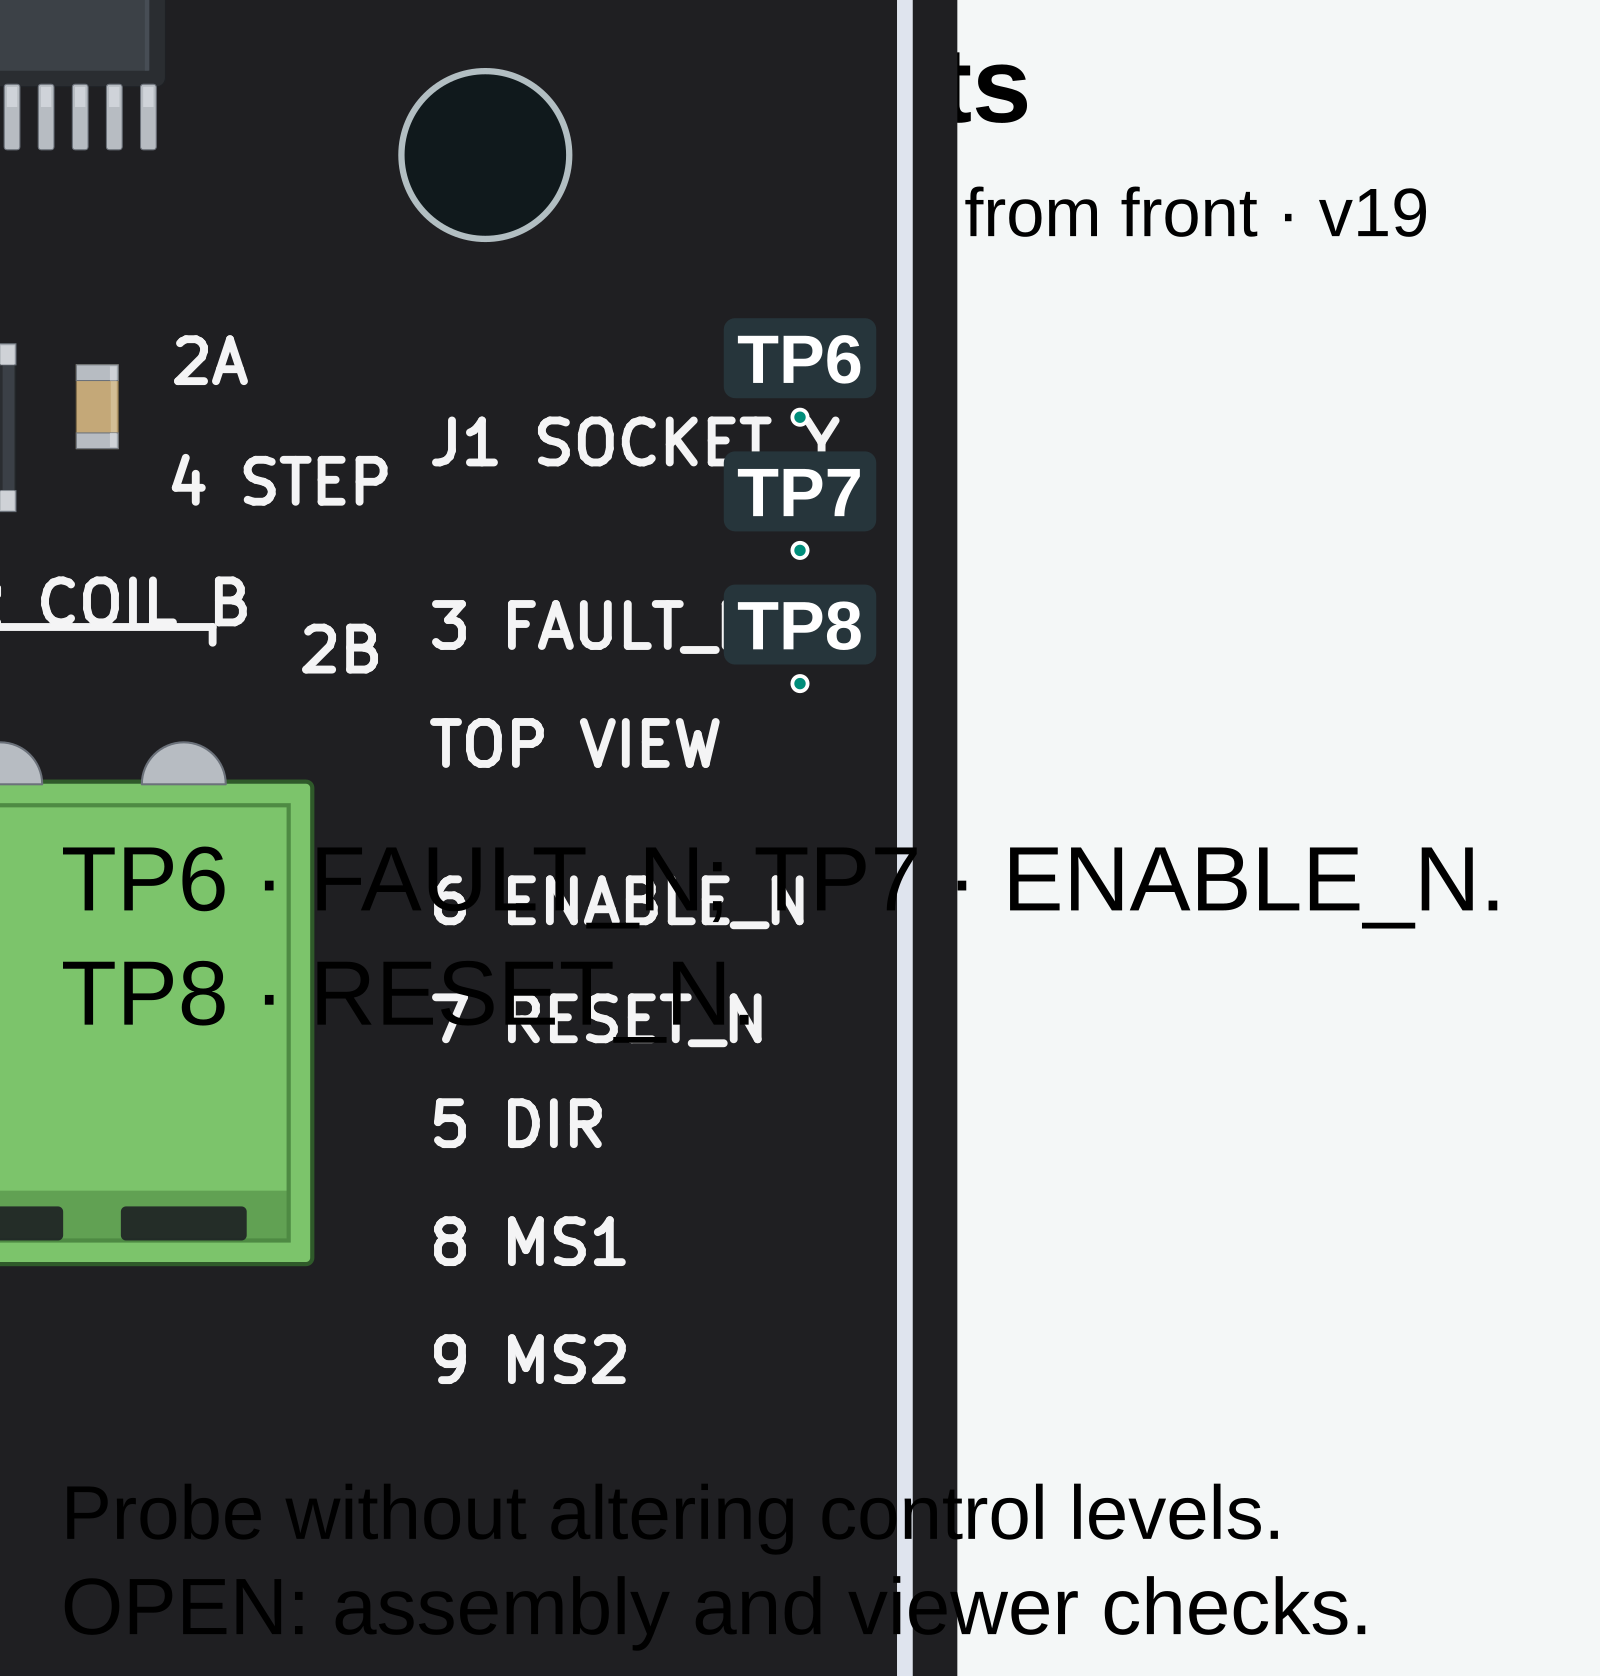 ts
from front · v19
2A
TP6
J1 SOCKET Y
4 STEP
TP7
COIL B
2B
3 FAULT_
TP8
TOP VIEW
TP6 · FAULT_N; TP7 · ENABLE_N.
6 ENABLE_N
TP8 · RESET_N.
7 RESET_N
5 DIR
8 MS1
9 MS2
Probe without altering control levels.
OPEN: assembly and viewer checks.